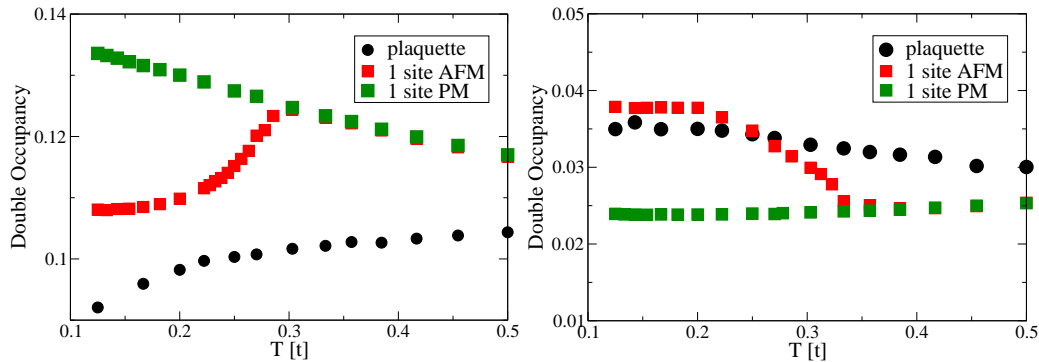 0.14
0.12
0.1
Double Occupancy
plaquette
1 site AFM
1 site PM
0.1 0.2 0.3 0.4 0.5
T [t]
0.05
0.04
0.03
0.02
0.01
Double Occupancy
plaquette
1 site AFM
1 site PM
0.1 0.2 0.3 0.4 0.5
T [t]